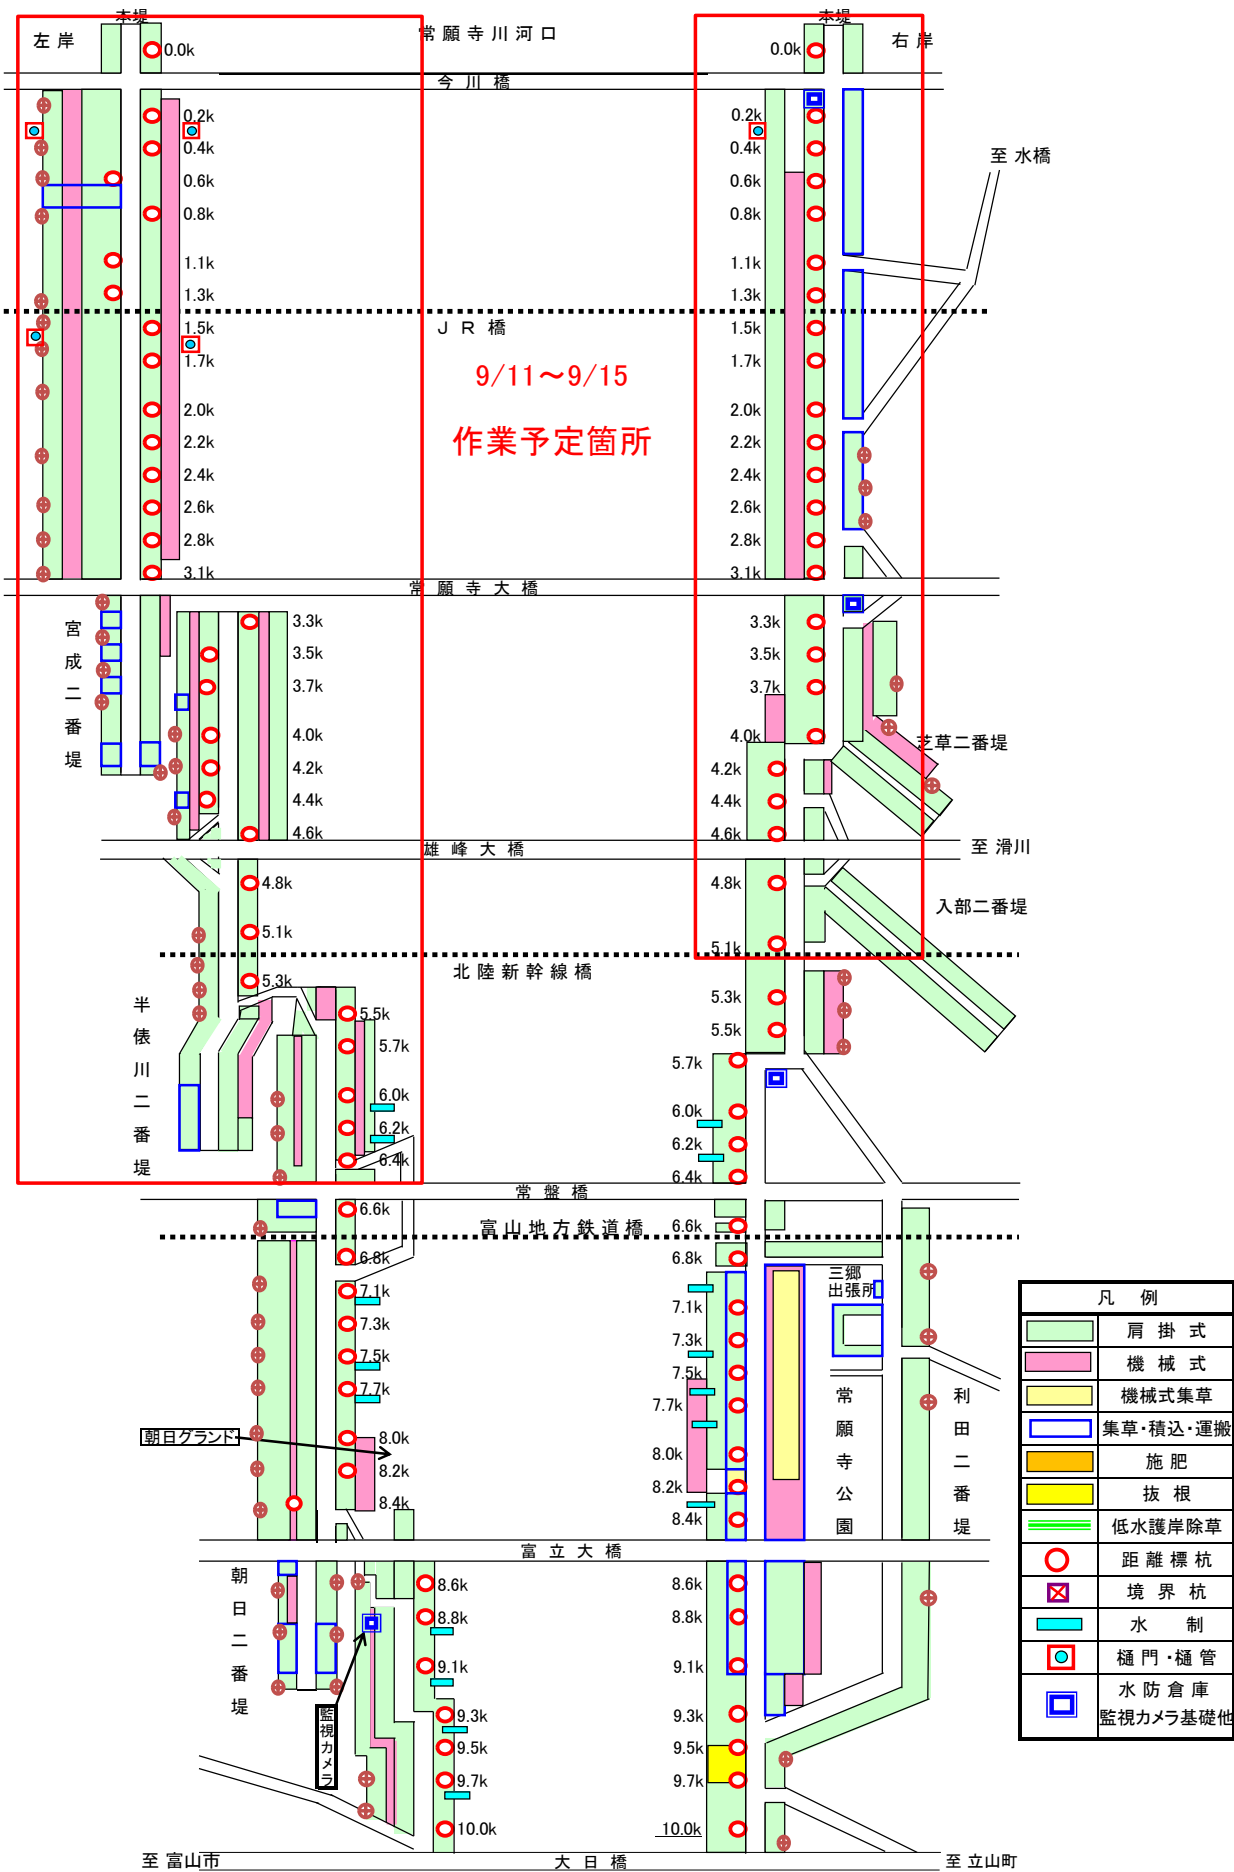 本堤
本堤
左岸
常願寺川河口
右岸
0.0k
0.0k
今川橋
0.2k
0.4k
0.6k
0.8k
1.1k
1.3k
1.5k
1.7k
2.0k
2.2k
2.4k
2.6k
2.8k
3.1k
0.2k
0.4k
0.6k
0.8k
1.1k
1.3k
1.5k
1.7k
2.0k
2.2k
2.4k
2.6k
2.8k
3.1k
至 水橋
JR橋
9/11～9/15
作業予定箇所
常願寺大橋
宮成二番堤
3.3k
3.5k
3.7k
4.0k
4.2k
4.4k
4.6k
3.3k
3.5k
3.7k
4.0k
4.2k
4.4k
4.6k
芝草二番堤
雄峰大橋
至 滑川
4.8k
5.1k
5.3k
4.8k
5.1k
入部二番堤
北陸新幹線橋
半俵川二番堤
5.5k
5.7k
6.0k
6.2k
6.4k
5.3k
5.5k
5.7k
6.0k
6.2k
6.4k
常盤橋
6.6k
6.6k
富山地方鉄道橋
6.8k
7.1k
7.3k
7.5k
7.7k
8.0k
8.2k
8.4k
6.8k
7.1k
7.3k
7.5k
7.7k
8.0k
8.2k
8.4k
三郷
出張所
朝日グランド
常願寺公園
利田二番堤
富立大橋
朝日二番堤
監視カメラ
8.6k
8.8k
9.1k
9.3k
9.5k
9.7k
10.0k
8.6k
8.8k
9.1k
9.3k
9.5k
9.7k
10.0k
至 富山市
大日橋
至 立山町
凡例
肩掛式
機械式
機械式集草
集草・積込・運搬
施肥
抜根
低水護岸除草
距離標杭
境界杭
水制
樋門・樋管
水防倉庫
監視カメラ基礎他